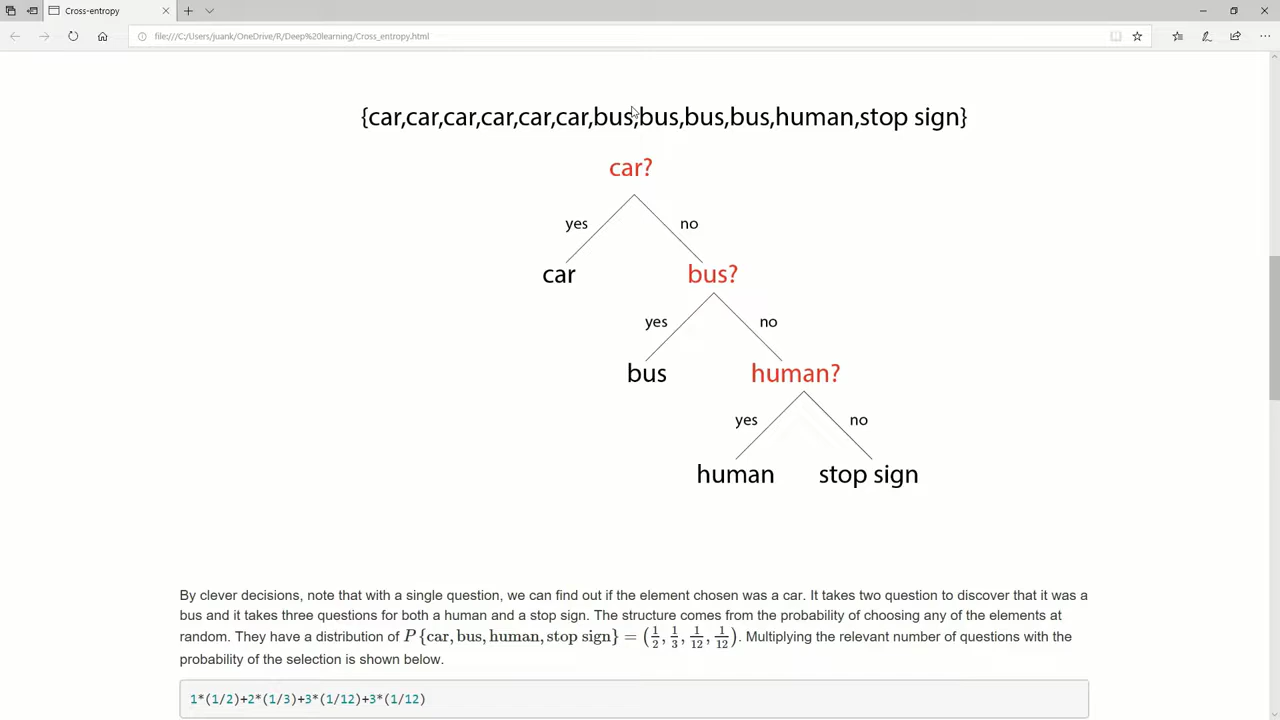 Cross-entropy
file:///C:/Users/juank/OneDrive/R/Deep%20learning/Cross_entropy.html
{car,car,car,car,car,car,bus,bus,bus,bus,human,stop sign}
car?
yes no
car bus?
yes no
bus human?
yes no
human stop sign
By clever decisions, note that with a single question, we can find out if the element chosen was a car. It takes two question to discover that it was a
bus and it takes three questions for both a human and a stop sign. The structure comes from the probability of choosing any of the elements at
random. They have a distribution of P {car, bus, human, stop sign} = (1/2, 1/3, 1/12, 1/12). Multiplying the relevant number of questions with the
probability of the selection is shown below.
1*(1/2)+2*(1/3)+3*(1/12)+3*(1/12)